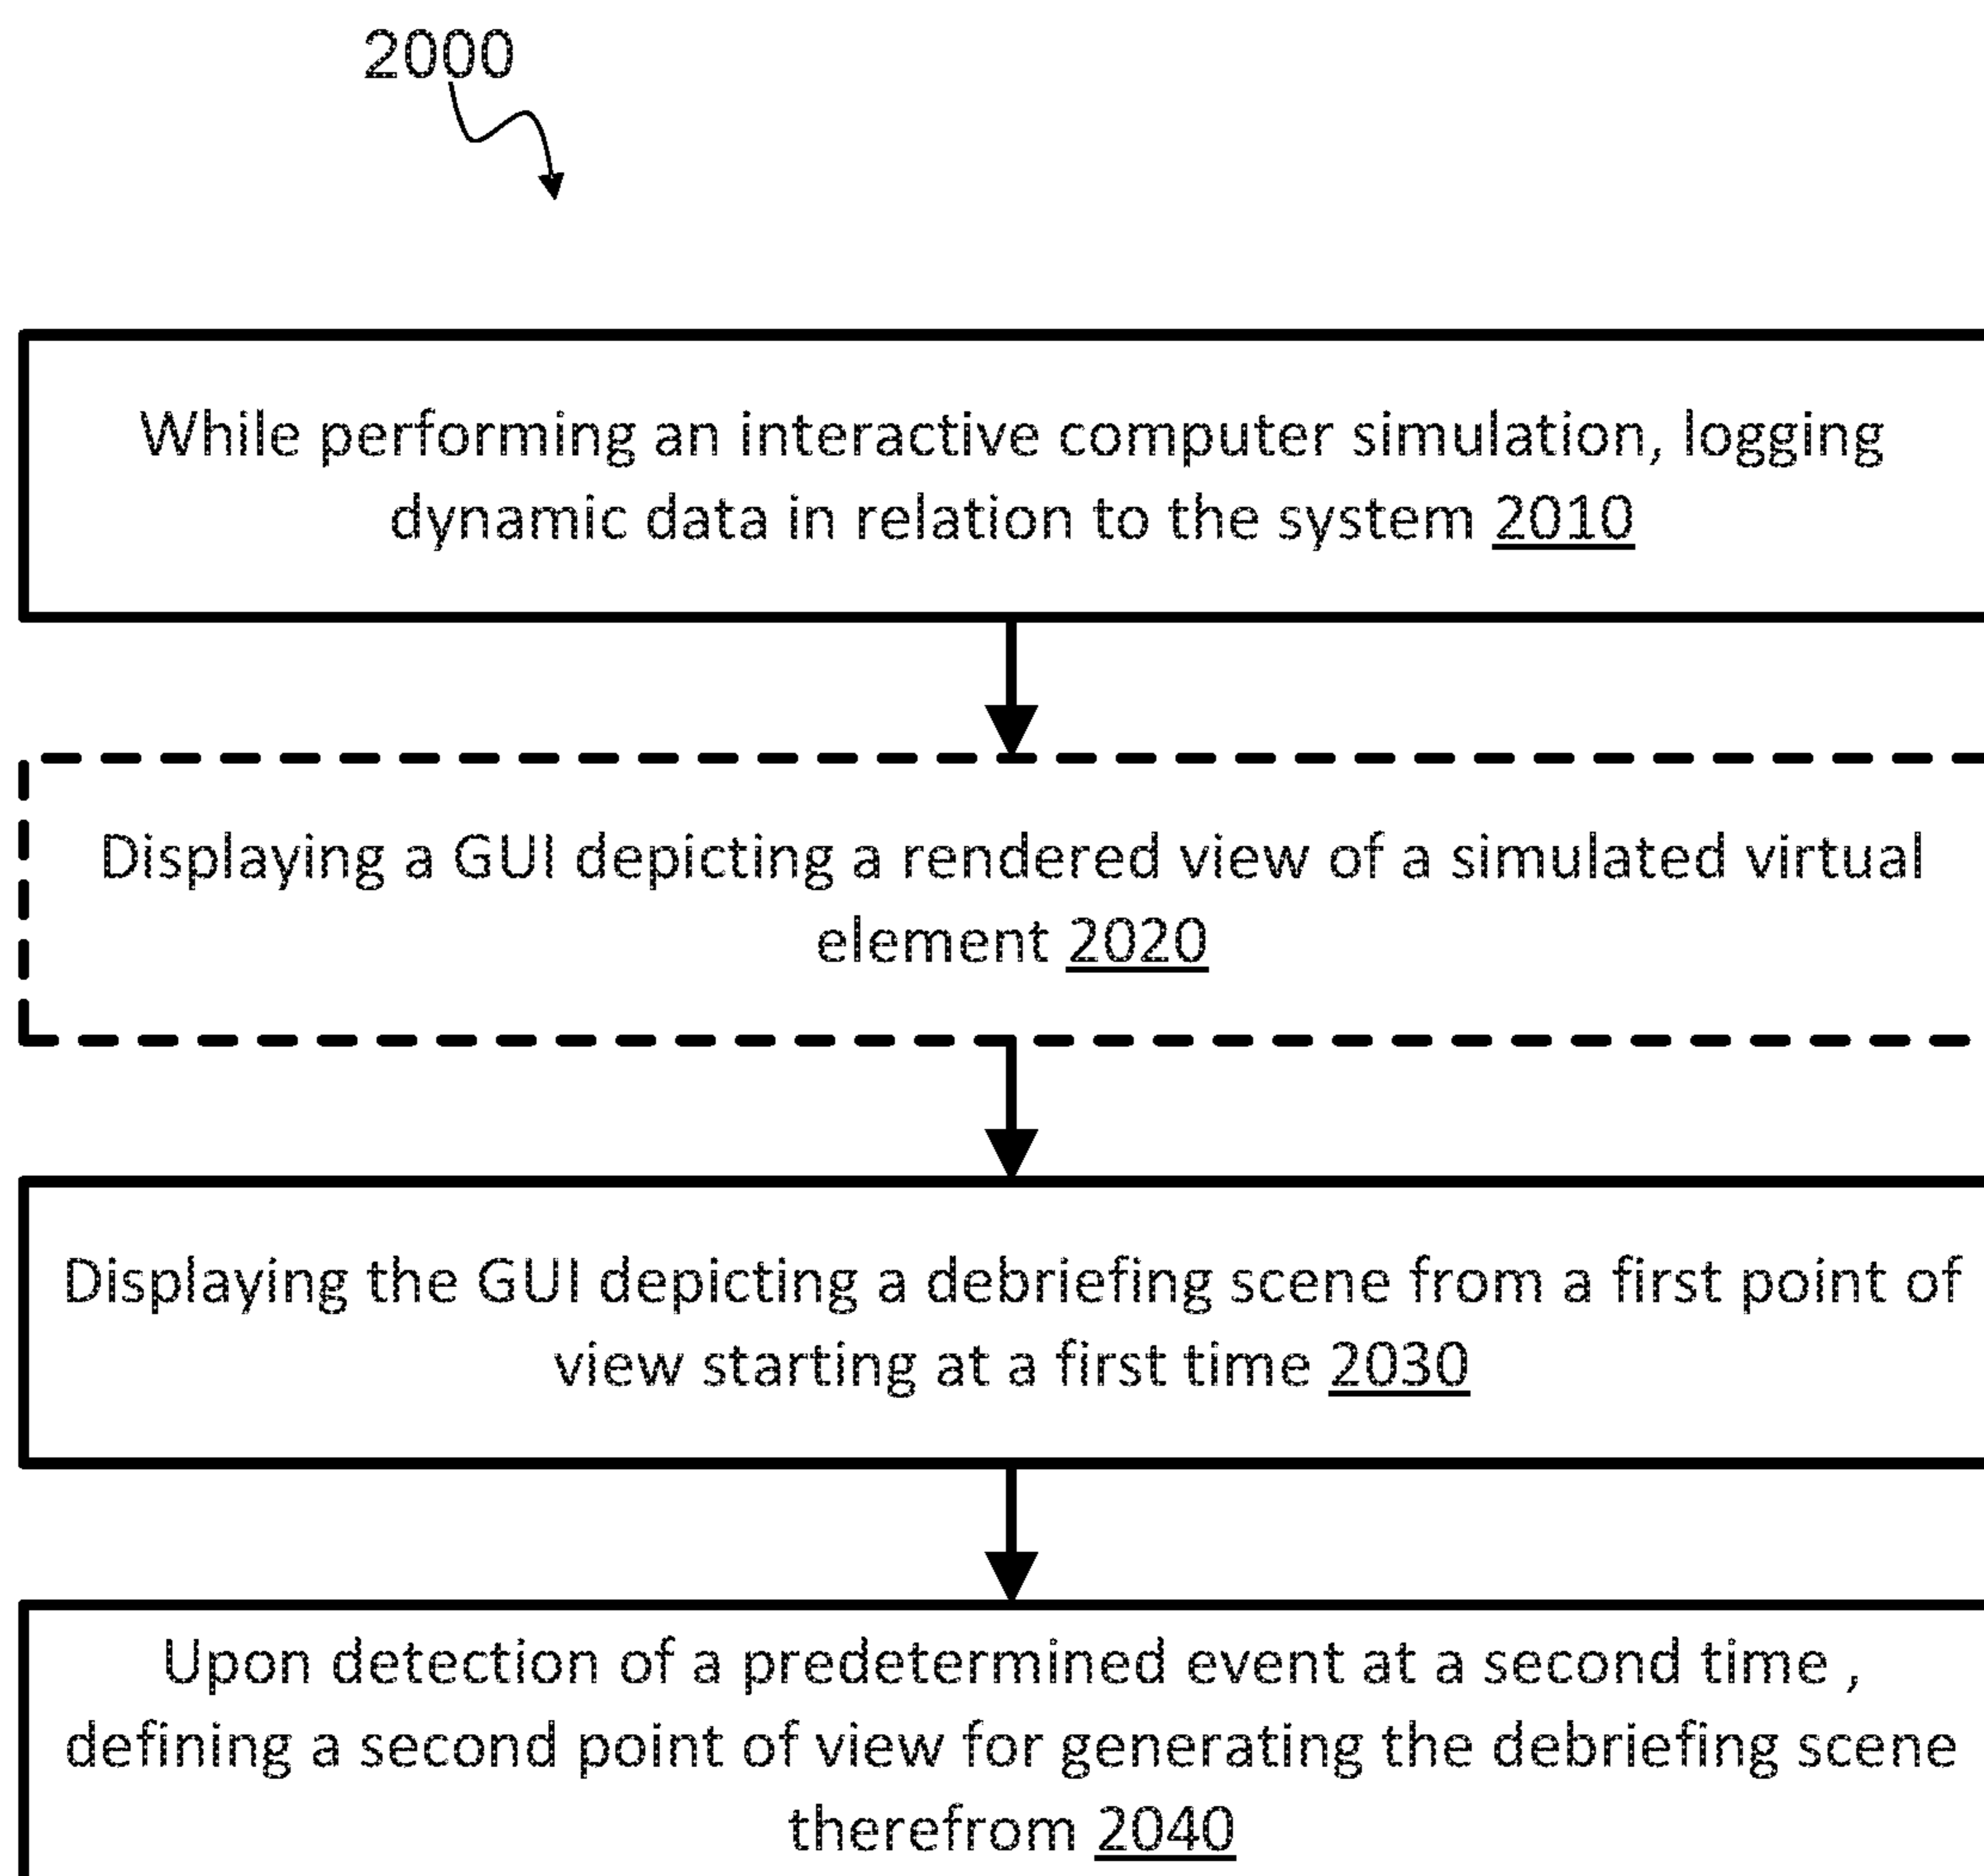 2000
While performing an interactive computer simulation, logging
dynamic data in relation to the system 2010
Displaying a GUI depicting a rendered view of a simulated virtual
element 2020
Displaying the GUI depicting a debriefing scene from a first point of
view starting at a first time 2030
Upon detection of a predetermined event at a second time ,
defining a second point of view for generating the debriefing scene
therefrom 2040